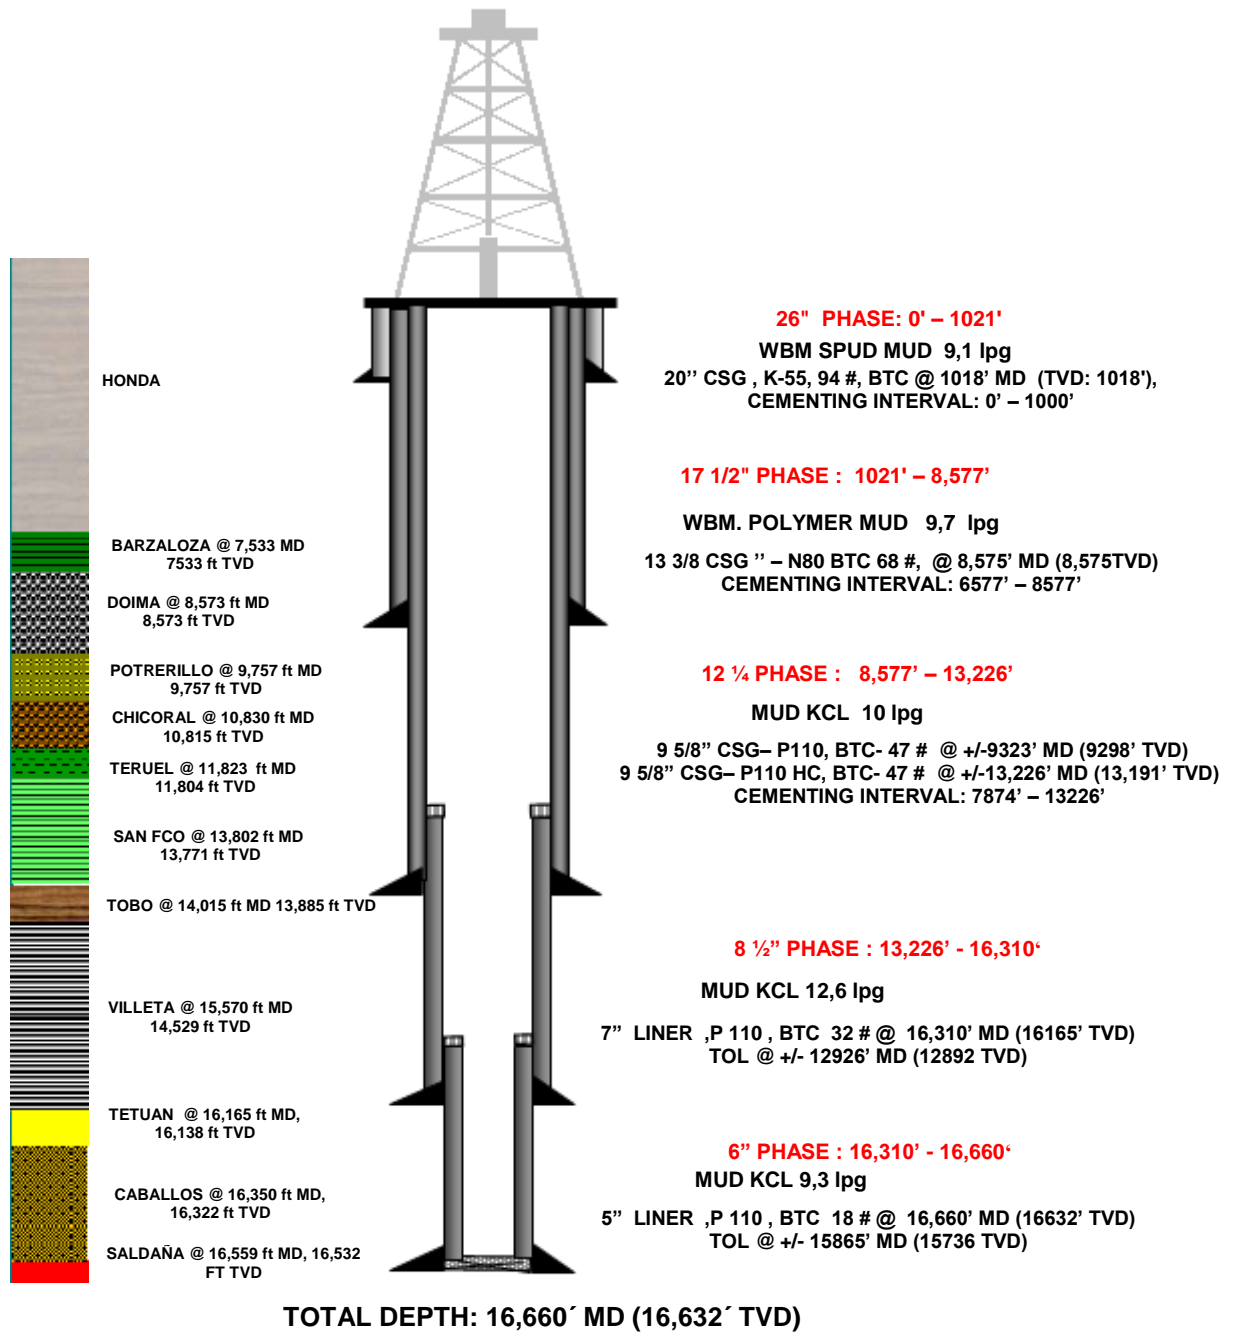 26"  PHASE: 0' – 1021'
WBM SPUD MUD  9,1 lpg
20’’ CSG , K-55, 94 #, BTC @ 1018’ MD  (TVD: 1018'),
CEMENTING INTERVAL: 0’ – 1000’
HONDA
17 1/2" PHASE :  1021' – 8,577’
WBM. POLYMER MUD   9,7  lpg
13 3/8 CSG ’’ – N80 BTC 68 #,  @ 8,575’ MD (8,575TVD)
CEMENTING INTERVAL: 6577’ – 8577’
BARZALOZA @ 7,533 MD
7533 ft TVD
DOIMA @ 8,573 ft MD
8,573 ft TVD
POTRERILLO @ 9,757 ft MD
9,757 ft TVD
CHICORAL @ 10,830 ft MD
10,815 ft TVD
TERUEL @ 11,823  ft MD
11,804 ft TVD
12 ¼ PHASE :   8,577’ – 13,226’
MUD KCL  10 lpg
9 5/8” CSG– P110, BTC- 47 #  @ +/-9323’ MD (9298’ TVD)
9 5/8” CSG– P110 HC, BTC- 47 #  @ +/-13,226’ MD (13,191’ TVD)
CEMENTING INTERVAL: 7874’ – 13226’
SAN FCO @ 13,802 ft MD
13,771 ft TVD
TOBO @ 14,015 ft MD 13,885 ft TVD
8 ½” PHASE : 13,226’ - 16,310‘
MUD KCL 12,6 lpg
7”  LINER  ,P 110 , BTC  32 # @  16,310’ MD (16165’ TVD)
TOL @ +/- 12926’ MD (12892 TVD)
VILLETA @ 15,570 ft MD
14,529 ft TVD
TETUAN  @ 16,165 ft MD,
16,138 ft TVD
CABALLOS @ 16,350 ft MD,
16,322 ft TVD
SALDAÑA @ 16,559 ft MD, 16,532
FT TVD
6” PHASE : 16,310’ - 16,660‘
MUD KCL 9,3 lpg
5”  LINER  ,P 110 , BTC  18 # @  16,660’ MD (16632’ TVD)
TOL @ +/- 15865’ MD (15736 TVD)
TOTAL DEPTH: 16,660´ MD (16,632´ TVD)